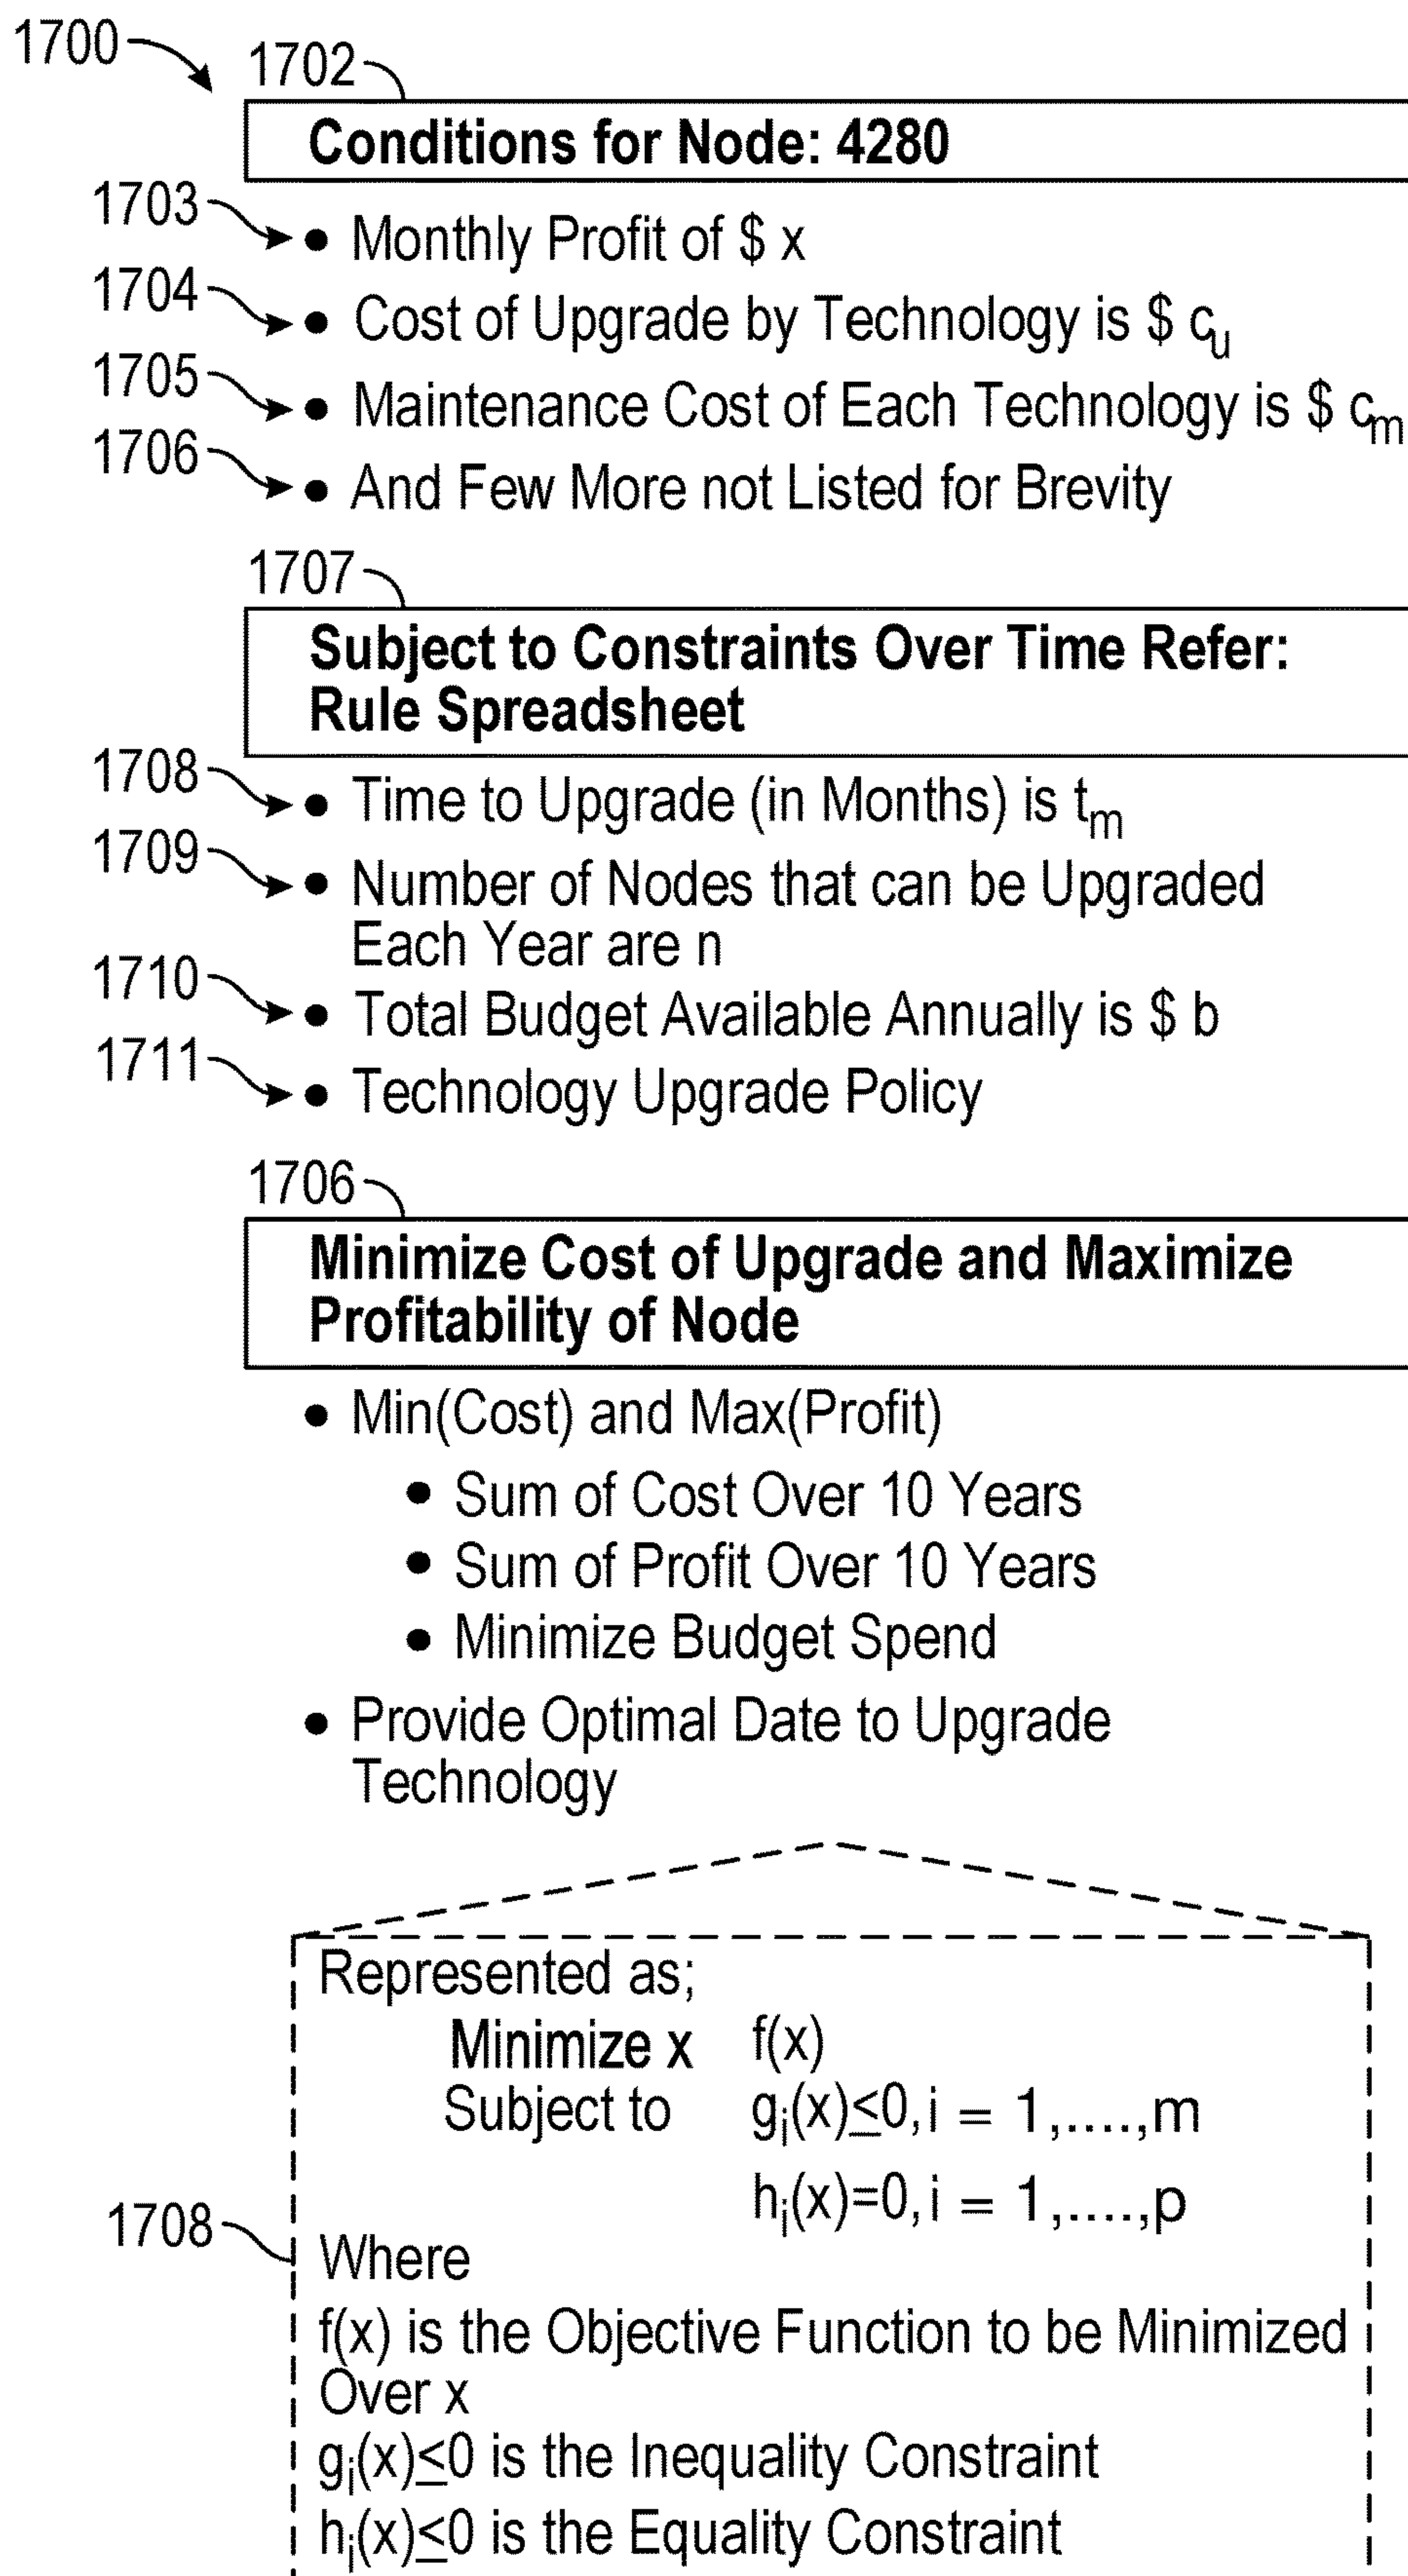 1700
1702
Conditions for Node: 4280
1703
• Monthly Profit of $ x
1704
• Cost of Upgrade by Technology is $ cu
1705
• Maintenance Cost of Each Technology is $ cm
1706
• And Few More not Listed for Brevity
1707
Subject to Constraints Over Time Refer:
Rule Spreadsheet
1708
• Time to Upgrade (in Months) is tm
1709
• Number of Nodes that can be Upgraded
Each Year are n
1710
• Total Budget Available Annually is $ b
1711
• Technology Upgrade Policy
1706
Minimize Cost of Upgrade and Maximize
Profitability of Node
• Min(Cost) and Max(Profit)
• Sum of Cost Over 10 Years
• Sum of Profit Over 10 Years
• Minimize Budget Spend
• Provide Optimal Date to Upgrade
Technology
Represented as;
Minimize x f(x)
Subject to gi(x)≤0, i = 1,....,m
hi(x)=0, i = 1,....,p
1708
Where
f(x) is the Objective Function to be Minimized
Over x
gi(x)≤0 is the Inequality Constraint
hi(x)≤0 is the Equality Constraint